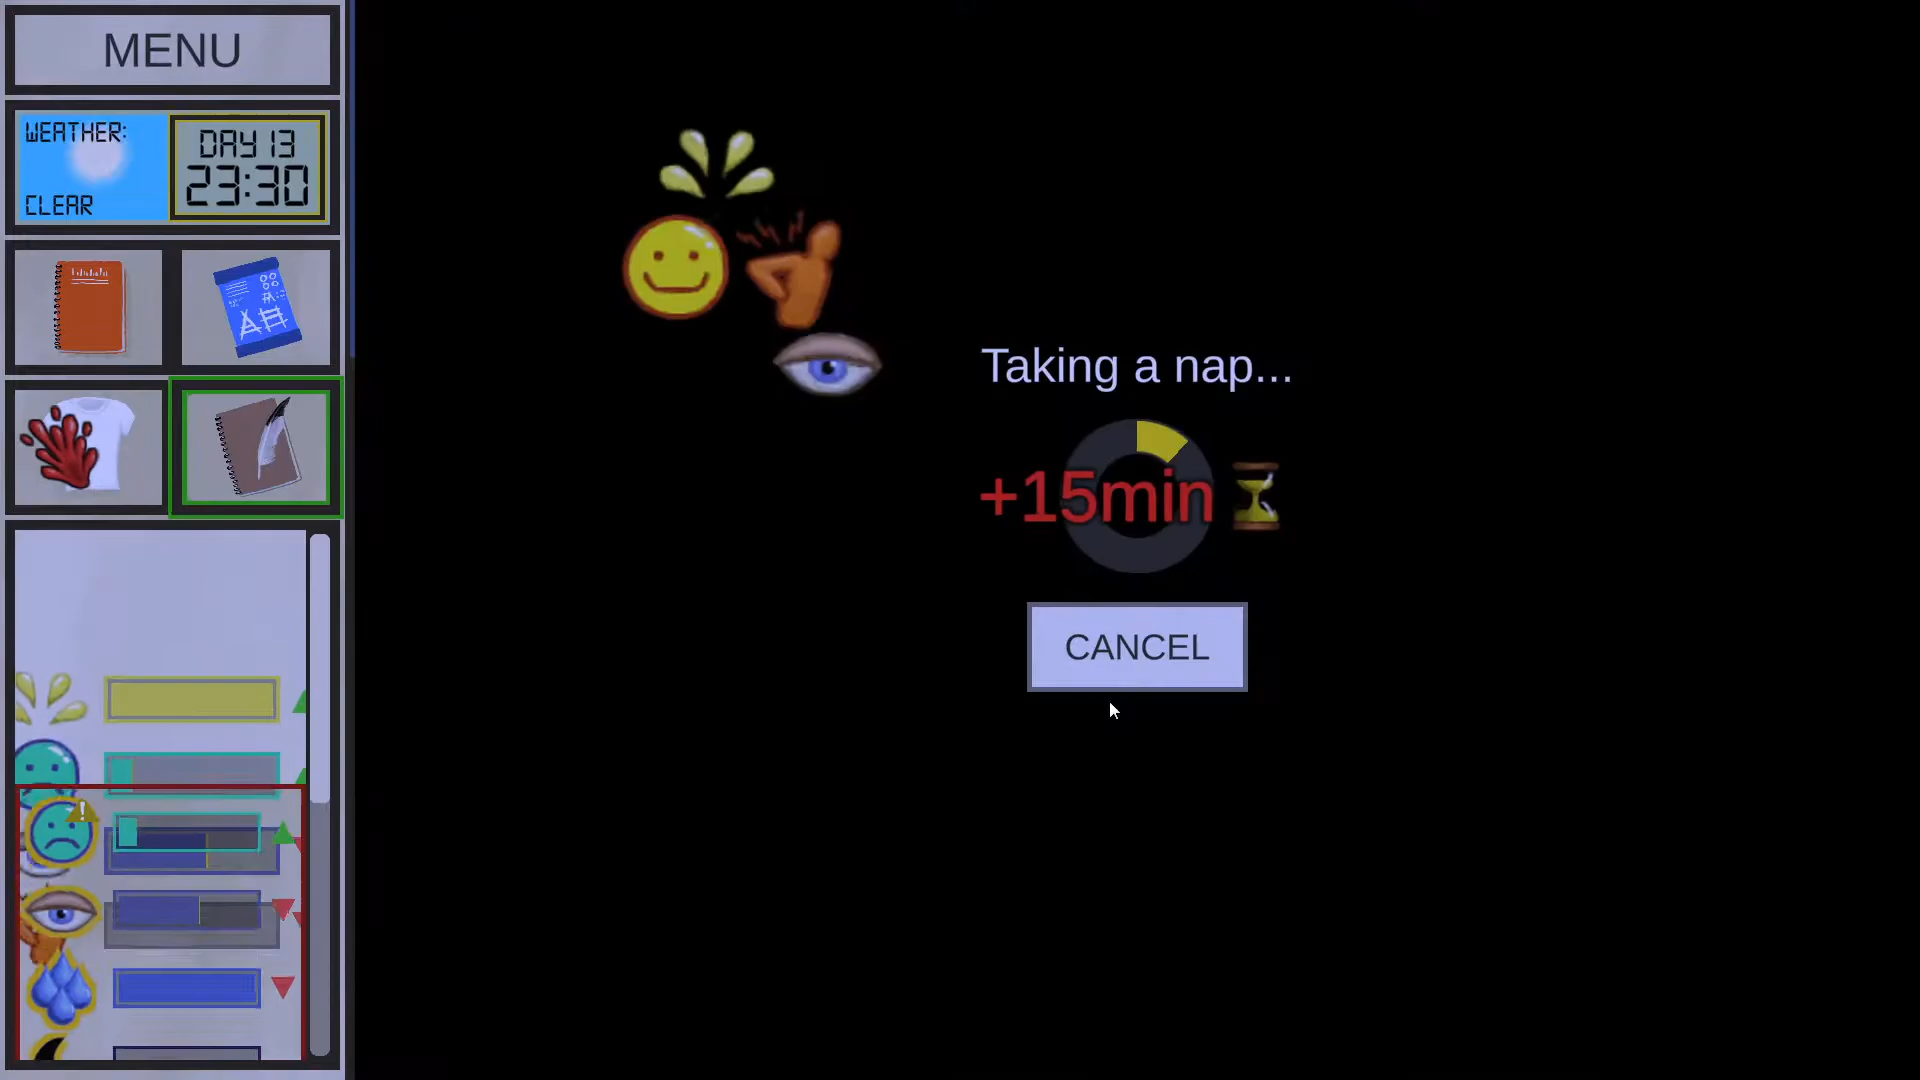 MENU
WEATHER:
CLEAR
DAY 13
23:30
Taking a nap...
+15min
CANCEL